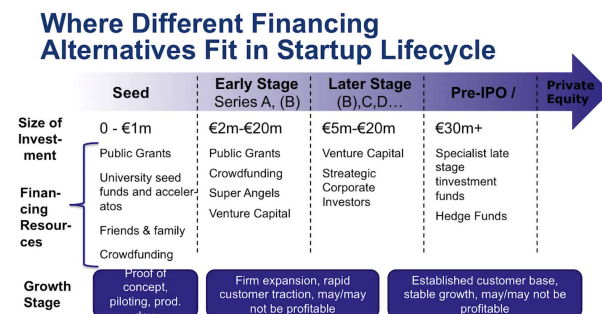 Where Different Financing
Alternatives Fit in Startup Lifecycle
Seed
Early Stage
Series A, (B)
Later Stage
(B),C,D…
Pre-IPO /
Private
Equity
Size of
Invest-
ment
0 - €1m
€2m-€20m
€5m-€20m
€30m+
Finan-
cing
Resour-
ces
Public Grants
University seed
funds and acceler-
atos
Friends & family
Crowdfunding
Public Grants
Crowdfunding
Super Angels
Venture Capital
Venture Capital
Streategic
Corporate
Investors
Specialist late
stage
tinvestment
funds
Hedge Funds
Growth
Stage
Proof of
concept,
piloting, prod.
Firm expansion, rapid
customer traction, may/may
not be profitable
Established customer base,
stable growth, may/may not be
profitable